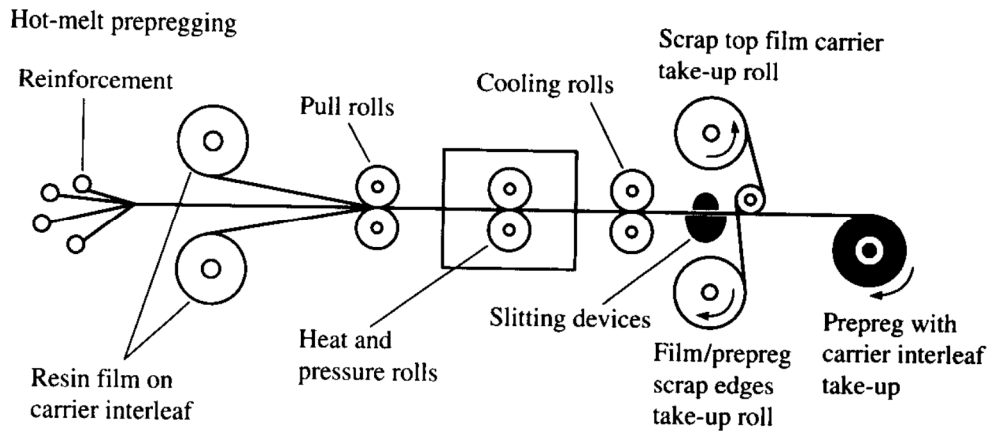 Hot-melt prepregging
Scrap top film carrier
take-up roll
Reinforcement
Cooling rolls
Pull rolls
Slitting devices
Heat and
pressure rolls
Prepreg with
carrier interleaf
take-up
Film/prepreg
scrap edges
take-up roll
Resin film on
carrier interleaf